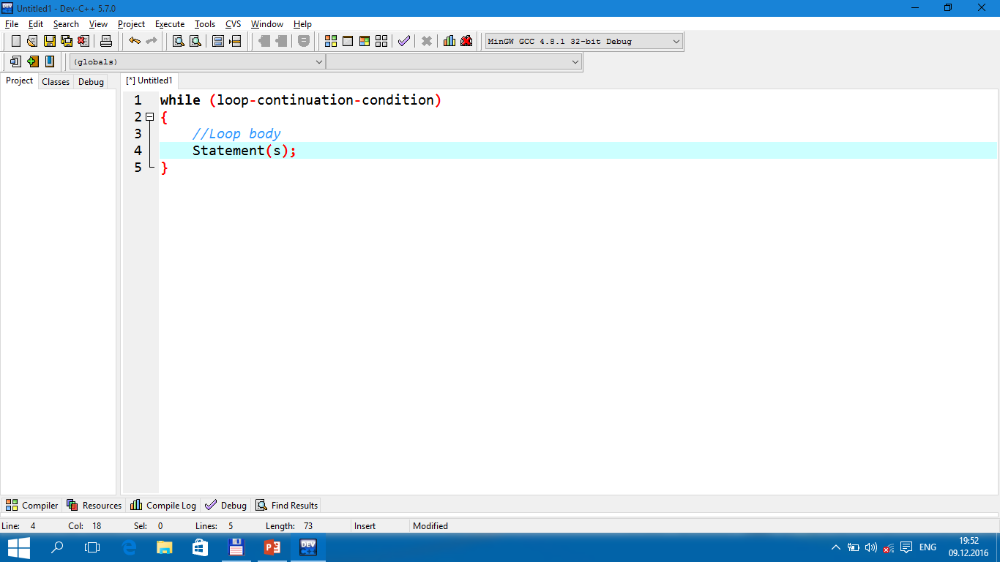 Untitled1 - Dev-C++ 5.7.0
File Edit Search View Project Execute Tools CVS Window Help
MinGW GCC 4.8.1 32-bit Debug
(globals)
Project Classes Debug [*] Untitled1
1 while (loop-continuation-condition)
2 {
3 //Loop body
4 Statement(s);
5 }
Compiler Resources Compile Log Debug Find Results
Line: 4 Col: 18 Sel: 0 Lines: 5 Length: 73 Insert Modified
DEV C++ ENG 19:52
09.12.2016